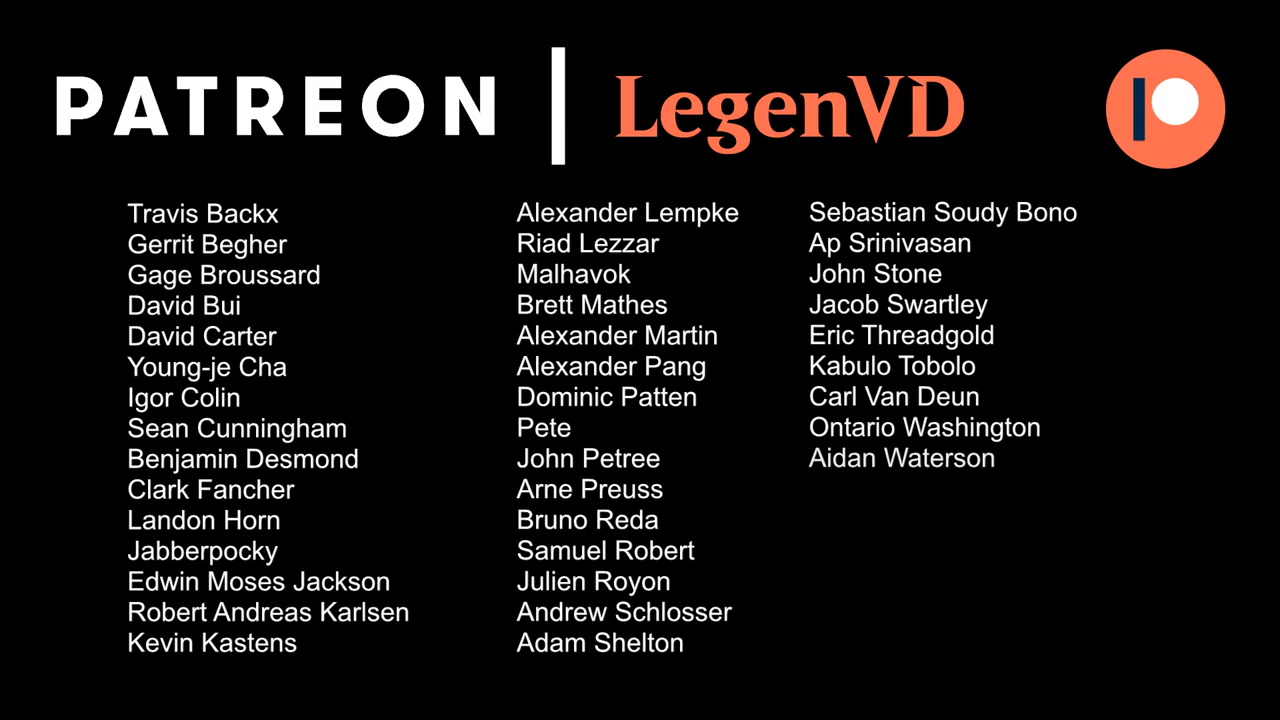 PATREON | LegenVD
Travis Backx
Gerrit Begher
Gage Broussard
David Bui
David Carter
Young-je Cha
Igor Colin
Sean Cunningham
Benjamin Desmond
Clark Fancher
Landon Horn
Jabberpocky
Edwin Moses Jackson
Robert Andreas Karlsen
Kevin Kastens
Alexander Lempke
Riad Lezzar
Malhavok
Brett Mathes
Alexander Martin
Alexander Pang
Dominic Patten
Pete
John Petree
Arne Preuss
Bruno Reda
Samuel Robert
Julien Royon
Andrew Schlosser
Adam Shelton
Sebastian Soudy Bono
Ap Srinivasan
John Stone
Jacob Swartley
Eric Threadgold
Kabulo Tobolo
Carl Van Deun
Ontario Washington
Aidan Waterson